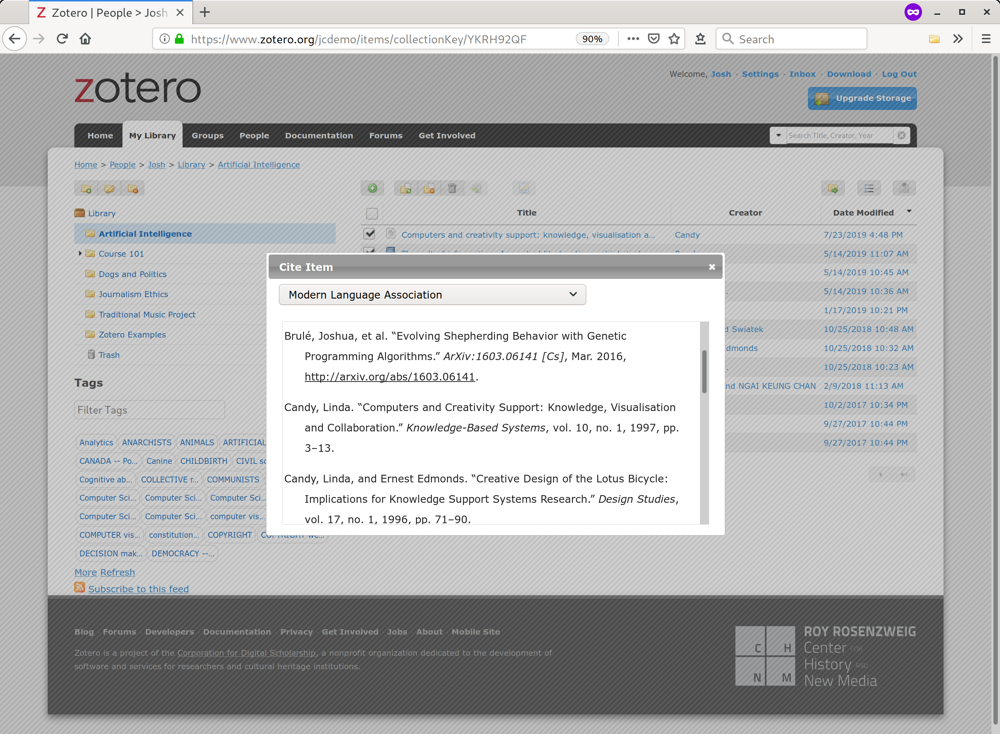 Zotero | People > Josh
https://www.zotero.org/jcdemo/items/collectionKey/YKRH92QF
90%
Search
zotero
Welcome, Josh · Settings · Inbox · Download · Log Out
Upgrade Storage
Home My Library Groups People Documentation Forums Get Involved
Search Title, Creator, Year
Home > People > Josh > Library > Artificial Intelligence
Library
Artificial Intelligence
Course 101
Dogs and Politics
Journalism Ethics
Traditional Music Project
Zotero Examples
Trash
Tags
Filter Tags
Analytics ANARCHISTS ANIMALS ARTIFICIAL
CANADA -- Po... Canine CHILDBIRTH CIVIL
Cognitive ab... COLLECTIVE r... COMMUNISTS
Computer Sci... Computer Sci... Computer Sci...
Computer Sci... Computer Sci... computer vis...
COMPUTER vis... constitution... COPYRIGHT
DECISION mak... DEMOCRACY --...
More Refresh
Subscribe to this feed
Title Creator Date Modified
Computers and creativity support: knowledge, visualisation a... Candy 7/23/2019 4:48 PM
5/14/2019 11:07 AM
5/14/2019 10:45 AM
5/14/2019 10:36 AM
1/17/2019 10:21 PM
Swiatek 10/25/2018 10:48 AM
dmonds 10/25/2018 10:32 AM
10/25/2018 10:23 AM
nd NGAI KEUNG CHAN 2/9/2018 11:13 AM
10/2/2017 10:34 PM
9/27/2017 10:44 PM
9/27/2017 10:44 PM
Cite Item
Modern Language Association
Brulé, Joshua, et al. “Evolving Shepherding Behavior with Genetic
Programming Algorithms.” ArXiv:1603.06141 [Cs], Mar. 2016,
http://arxiv.org/abs/1603.06141.
Candy, Linda. “Computers and Creativity Support: Knowledge, Visualisation
and Collaboration.” Knowledge-Based Systems, vol. 10, no. 1, 1997, pp.
3–13.
Candy, Linda, and Ernest Edmonds. “Creative Design of the Lotus Bicycle:
Implications for Knowledge Support Systems Research.” Design Studies,
vol. 17, no. 1, 1996, pp. 71–90.
Blog · Forums · Developers · Documentation · Privacy · Get Involved · Jobs · About · Mobile Site
Zotero is a project of the Corporation for Digital Scholarship, a nonprofit organization dedicated to the development of
software and services for researchers and cultural heritage institutions.
C H
N M
ROY ROSENZWEIG
Center FOR
History AND
New Media